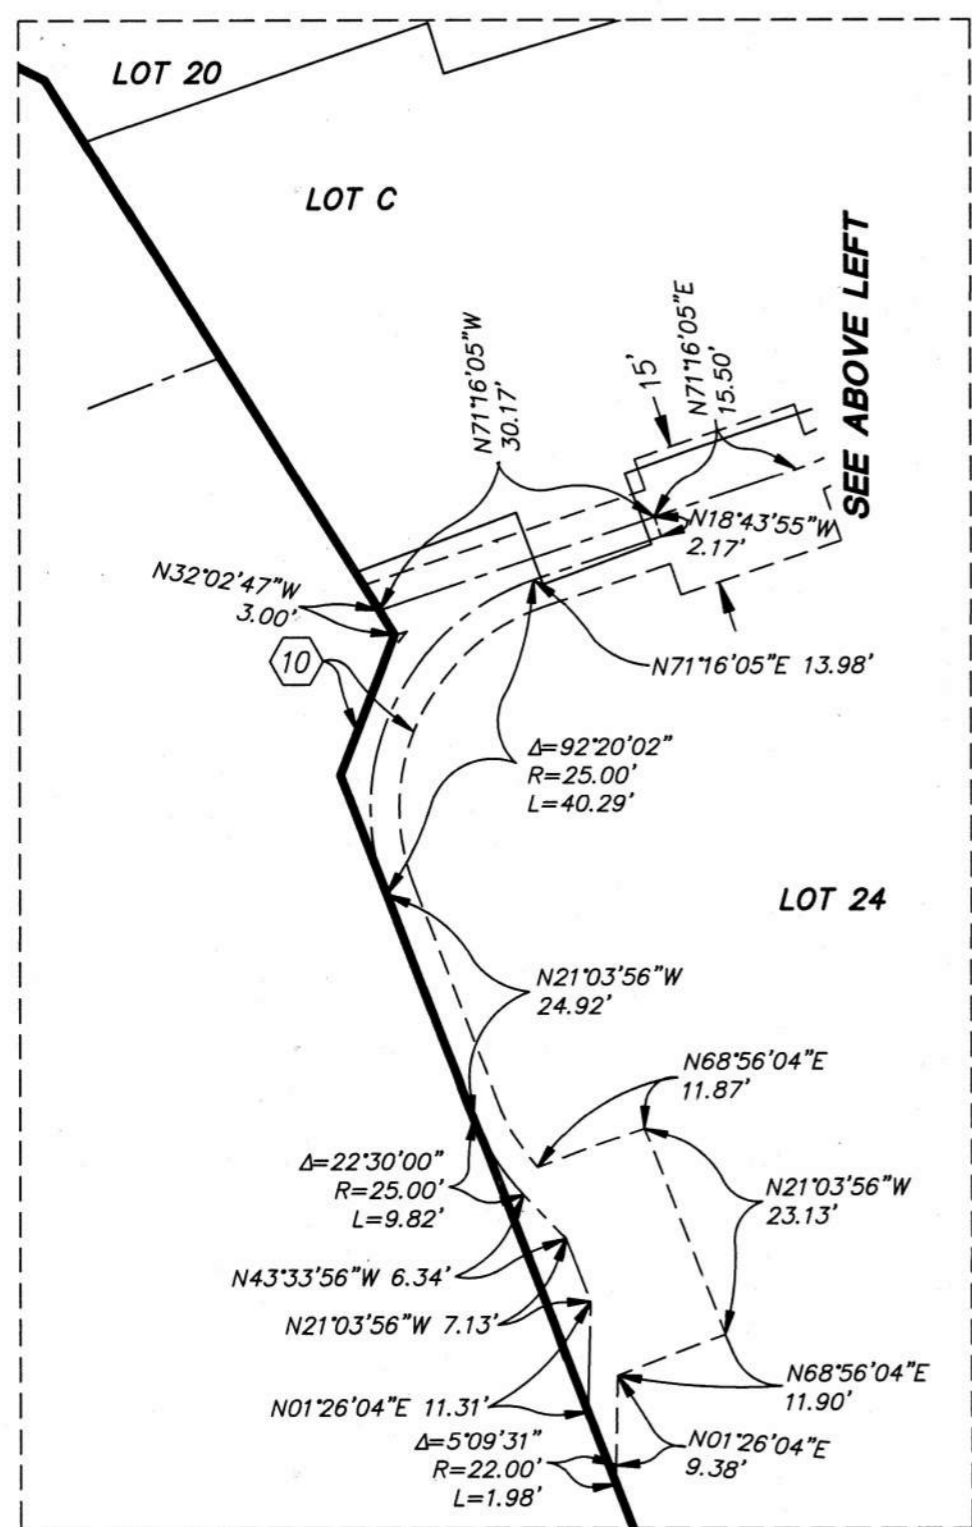 LOT 20
LOT C
SEE ABOVE LEFT
N71°16'05"W
30.17'
15'
N71°16'05"E
15.50'
N18°43'55"W
2.17'
N32°02'47"W
3.00'
10
N71°16'05"E 13.98'
Δ=92°20'02"
R=25.00'
L=40.29'
LOT 24
N21°03'56"W
24.92'
N68°56'04"E
11.87'
Δ=22°30'00"
R=25.00'
L=9.82'
N21°03'56"W
23.13'
N43°33'56"W 6.34'
N21°03'56"W 7.13'
N68°56'04"E
11.90'
N01°26'04"E 11.31'
Δ=5°09'31"
R=22.00'
L=1.98'
N01°26'04"E
9.38'